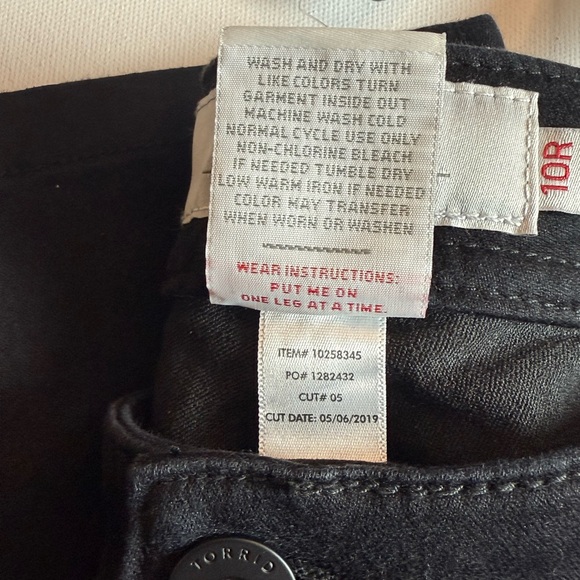 WASH AND DRY WITH
LIKE COLORS TURN
GARMENT INSIDE OUT
MACHINE WASH COLD
NORMAL CYCLE USE ONLY
NON-CHLORINE BLEACH
IF NEEDED TUMBLE DRY
LOW WARM IRON IF NEEDED
COLOR MAY TRANSFER
WHEN WORN OR WASHEN
WEAR INSTRUCTIONS:
PUT ME ON
ONE LEG AT A TIME.
10R
ITEM# 10258345
PO# 1282432
CUT# 05
CUT DATE: 05/06/2019
TORRID